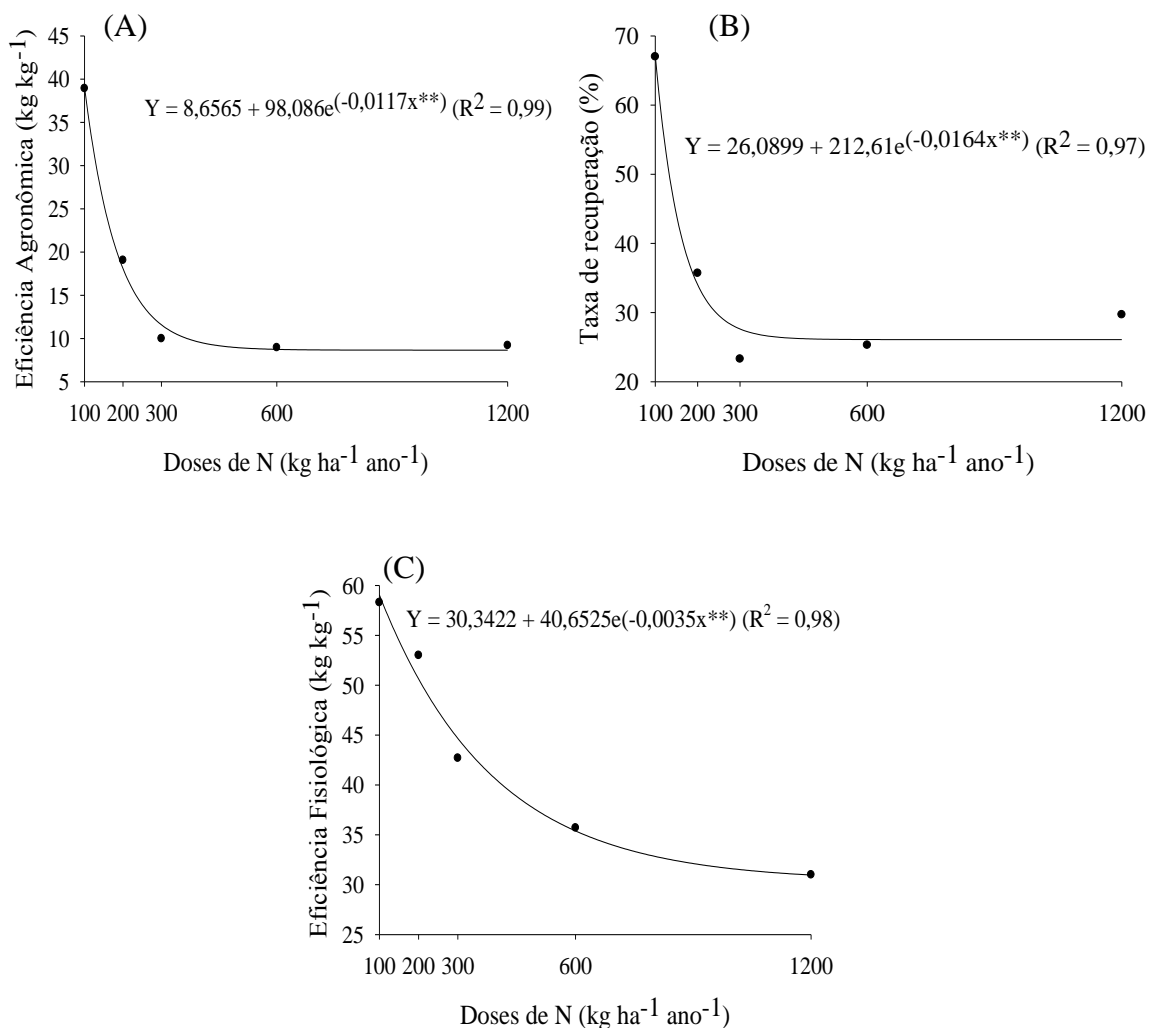 (A)
Eficiência Agronômica (kg kg-1)
45
40
35
30
25
20
15
10
5
Y = 8,6565 + 98,086e(-0,0117x**) (R2 = 0,99)
100 200 300 600 1200
Doses de N (kg ha-1 ano-1)
(B)
Taxa de recuperação (%)
70
60
50
40
30
20
Y = 26,0899 + 212,61e(-0,0164x**) (R2 = 0,97)
100 200 300 600 1200
Doses de N (kg ha-1 ano-1)
(C)
Eficiência Fisiológica (kg kg-1)
60
55
50
45
40
35
30
25
Y = 30,3422 + 40,6525e(-0,0035x**) (R2 = 0,98)
100 200 300 600 1200
Doses de N (kg ha-1 ano-1)